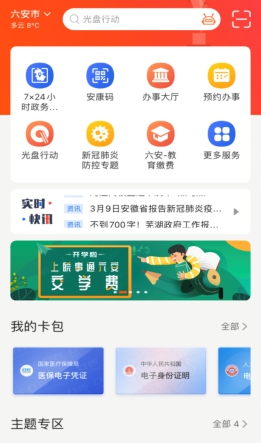 六安市
多云 8°C
光盘行动
7×24小
时政务...
安康码
办事大厅
预约办事
光盘行动
新冠肺炎
防控专题
六安-教
育缴费
更多服务
实时
快讯
资讯 3月9日安徽省报告新冠肺炎疫...
资讯 不到700字！芜湖政府工作报...
开学啦
上皖事通六安
交学费
我的卡包
全部
国家医疗保障局
医保电子凭证
中华人民共和国
电子身份证明
主题专区
全部 4